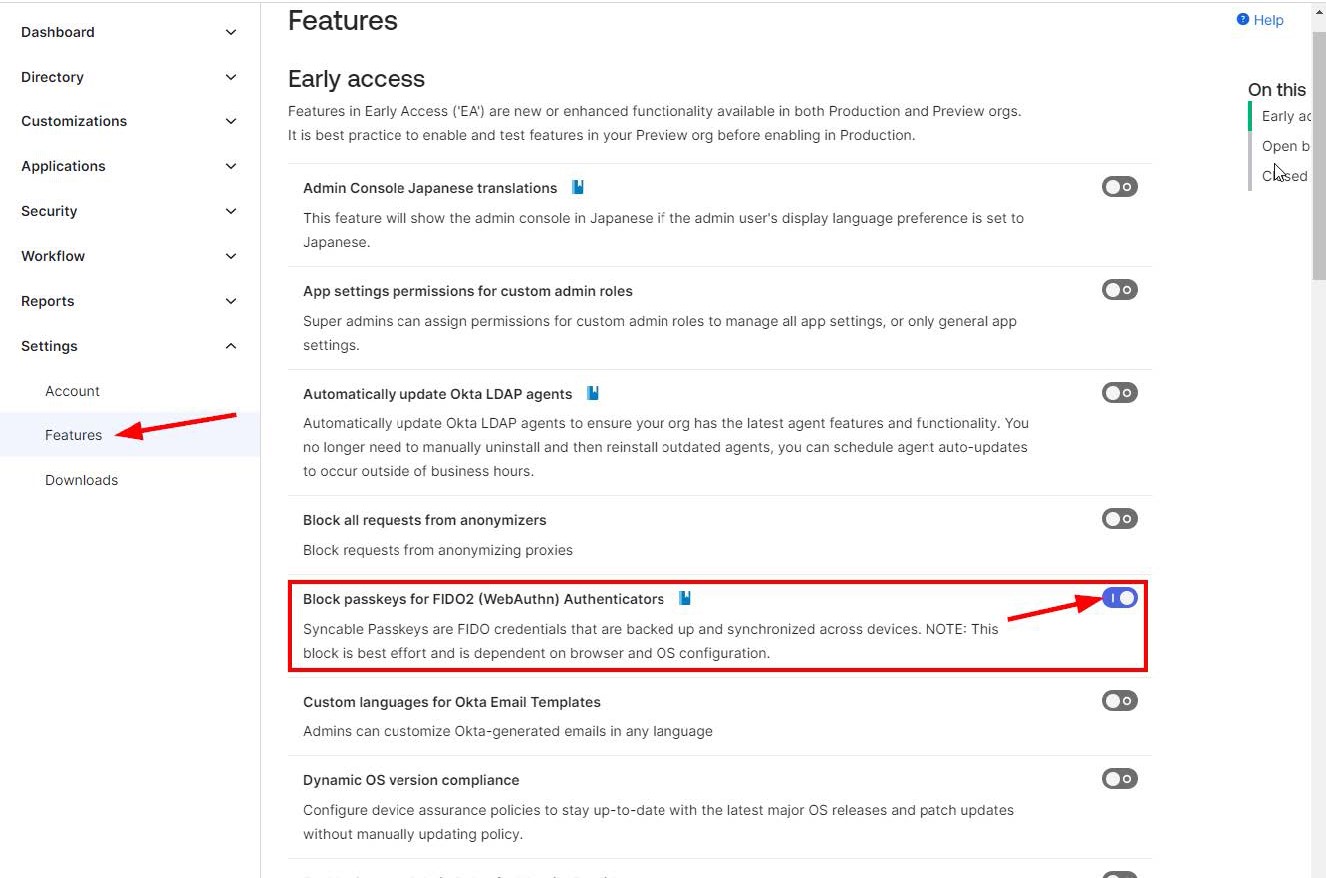 Dashboard
Directory
Customizations
Applications
Security
Workflow
Reports
Settings
Account
Features
Downloads
Features
Help
Early access
Features in Early Access ('EA') are new or enhanced functionality available in both Production and Preview orgs.
It is best practice to enable and test features in your Preview org before enabling in Production.
Admin Console Japanese translations
This feature will show the admin console in Japanese if the admin user's display language preference is set to
Japanese.
App settings permissions for custom admin roles
Super admins can assign permissions for custom admin roles to manage all app settings, or only general app
settings.
Automatically update Okta LDAP agents
Automatically update Okta LDAP agents to ensure your org has the latest agent features and functionality. You
no longer need to manually uninstall and then reinstall outdated agents, you can schedule agent auto-updates
to occur outside of business hours.
Block all requests from anonymizers
Block requests from anonymizing proxies
Block passkeys for FIDO2 (WebAuthn) Authenticators
Syncable Passkeys are FIDO credentials that are backed up and synchronized across devices. NOTE: This
block is best effort and is dependent on browser and OS configuration.
Custom languages for Okta Email Templates
Admins can customize Okta-generated emails in any language
Dynamic OS version compliance
Configure device assurance policies to stay up-to-date with the latest major OS releases and patch updates
without manually updating policy.
On this
Early ac
Open b